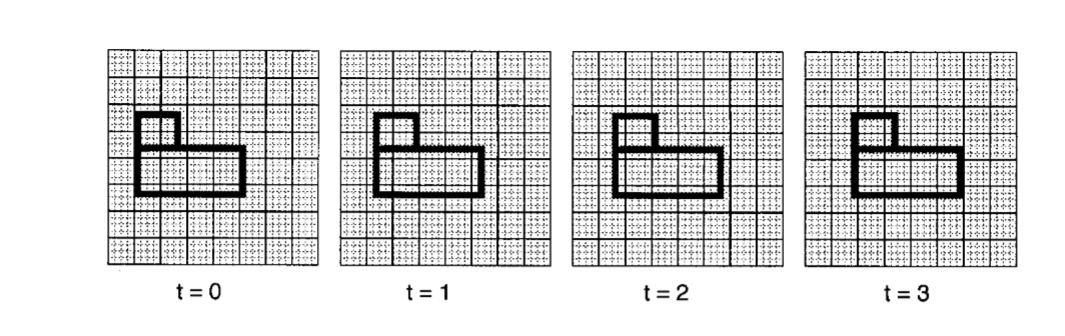 t = 0 t = 1 t = 2 t = 3